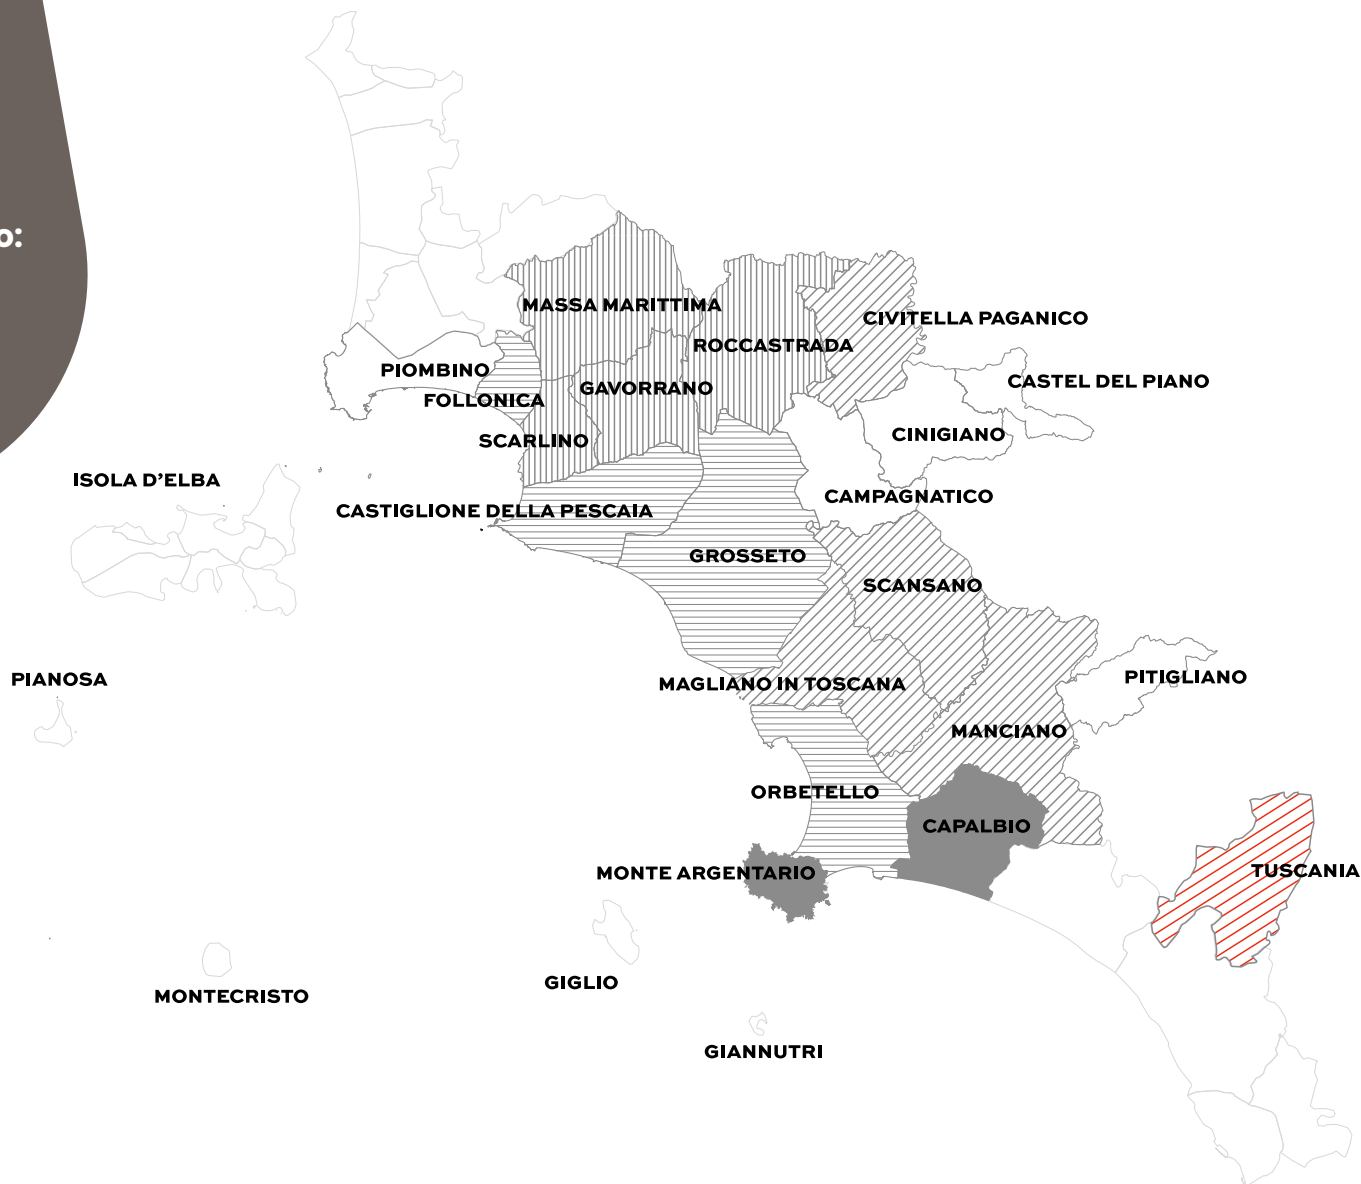 o:
MASSA MARITTIMA
CIVITELLA PAGANICO
ROCCASTRADA
PIOMBINO
CASTEL DEL PIANO
GAVORRANO
FOLLONICA
CINIGIANO
SCARLINO
ISOLA D'ELBA
CAMPAGNATICO
CASTIGLIONE DELLA PESCAIA
GROSSETO
SCANSANO
PITIGLIANO
PIANOSA
MAGLIANO IN TOSCANA
MANCIANO
ORBETELLO
CAPALBIO
TUSCANIA
MONTE ARGENTARIO
GIGLIO
MONTECRISTO
GIANNUTRI